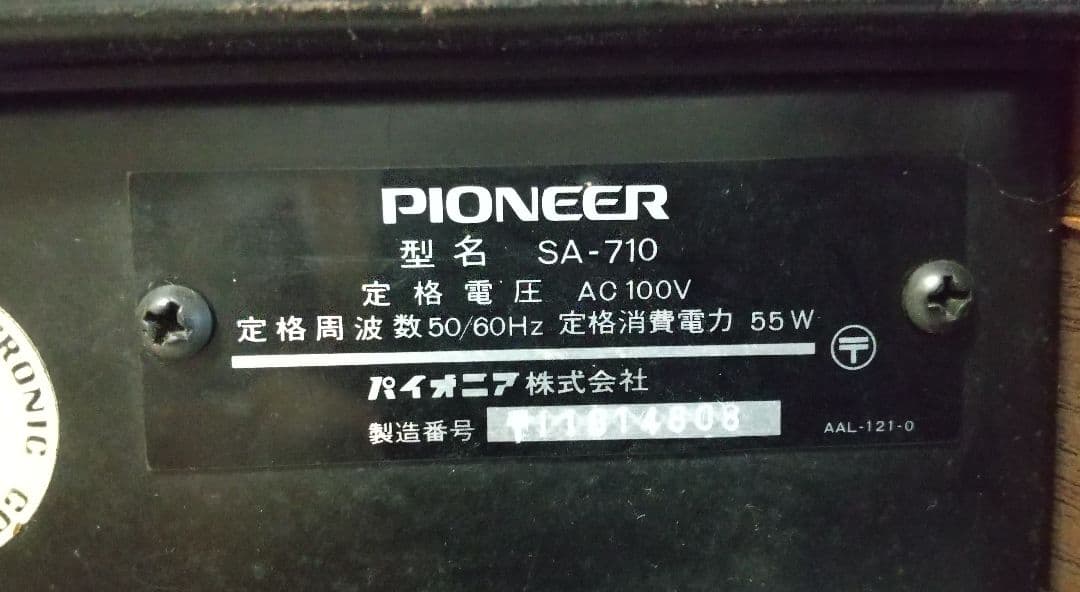 PIONEER
型名 SA-710
定格電圧 AC100V
定格周波数50/60Hz 定格消費電力 55W
〒
パイオニア株式会社
製造番号
AAL-121-0
RONIC CO